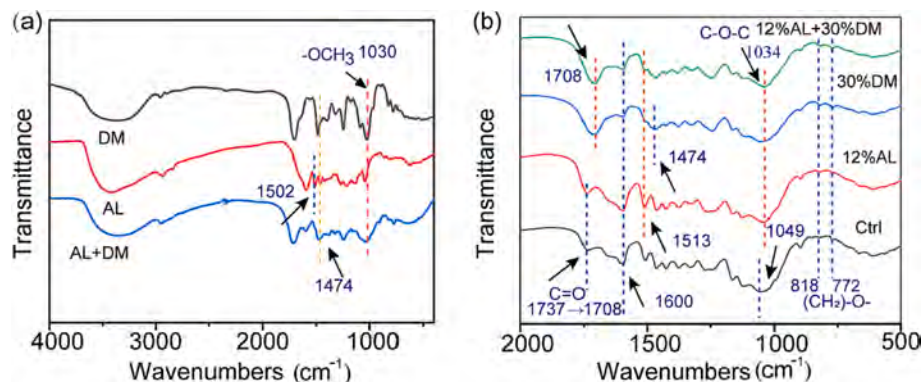 (a)
-OCH₃ 1030
DM
1502
AL
AL+DM
1474
Transmittance
4000 3000 2000 1000
Wavenumbers (cm⁻¹)
(b)
C-O-C 12%AL+30%DM
1034
1708
30%DM
1474
12%AL
1513
1049
Ctrl
C=O
1737→1708
1600
818 772
(CH₂)-O-
Transmittance
2000 1500 1000 500
Wavenumbers (cm⁻¹)